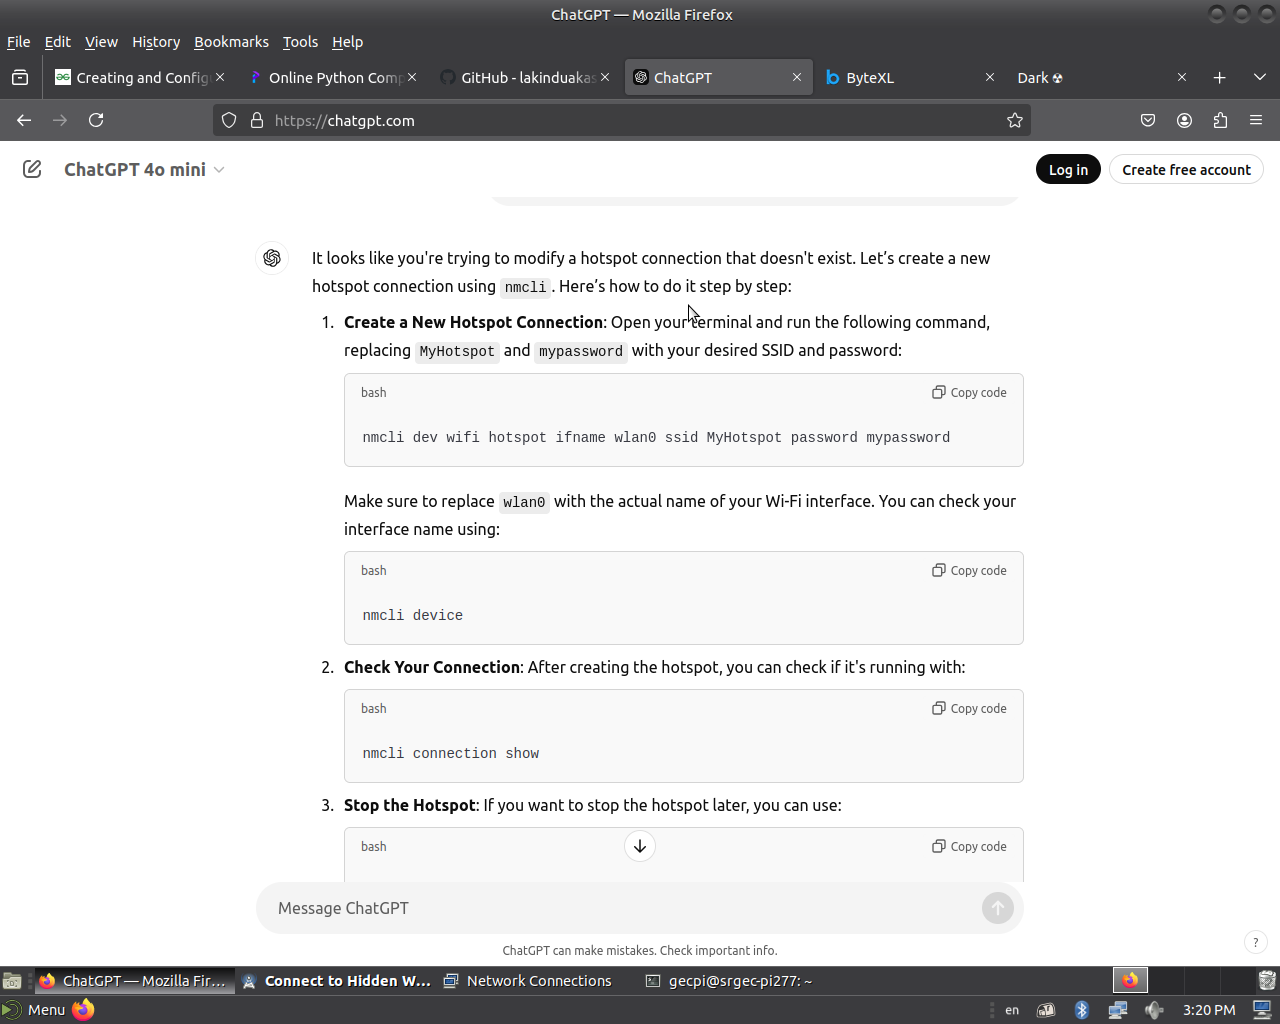 ChatGPT — Mozilla Firefox
File Edit View History Bookmarks Tools Help
Creating and Config
Online Python Comp
GitHub - lakinduakas
ChatGPT
ByteXL
Dark ☢
https://chatgpt.com
ChatGPT 4o mini
Log in
Create free account
It looks like you're trying to modify a hotspot connection that doesn't exist. Let’s create a new
hotspot connection using nmcli. Here’s how to do it step by step:
1. Create a New Hotspot Connection: Open your terminal and run the following command,
replacing MyHotspot and mypassword with your desired SSID and password:
bash
Copy code
nmcli dev wifi hotspot ifname wlan0 ssid MyHotspot password mypassword
Make sure to replace wlan0 with the actual name of your Wi-Fi interface. You can check your
interface name using:
bash
Copy code
nmcli device
2. Check Your Connection: After creating the hotspot, you can check if it's running with:
bash
Copy code
nmcli connection show
3. Stop the Hotspot: If you want to stop the hotspot later, you can use:
bash
Copy code
Message ChatGPT
ChatGPT can make mistakes. Check important info.
?
ChatGPT — Mozilla Fir...
Connect to Hidden W...
Network Connections
gecpi@srgec-pi277: ~
Menu
en
3:20 PM